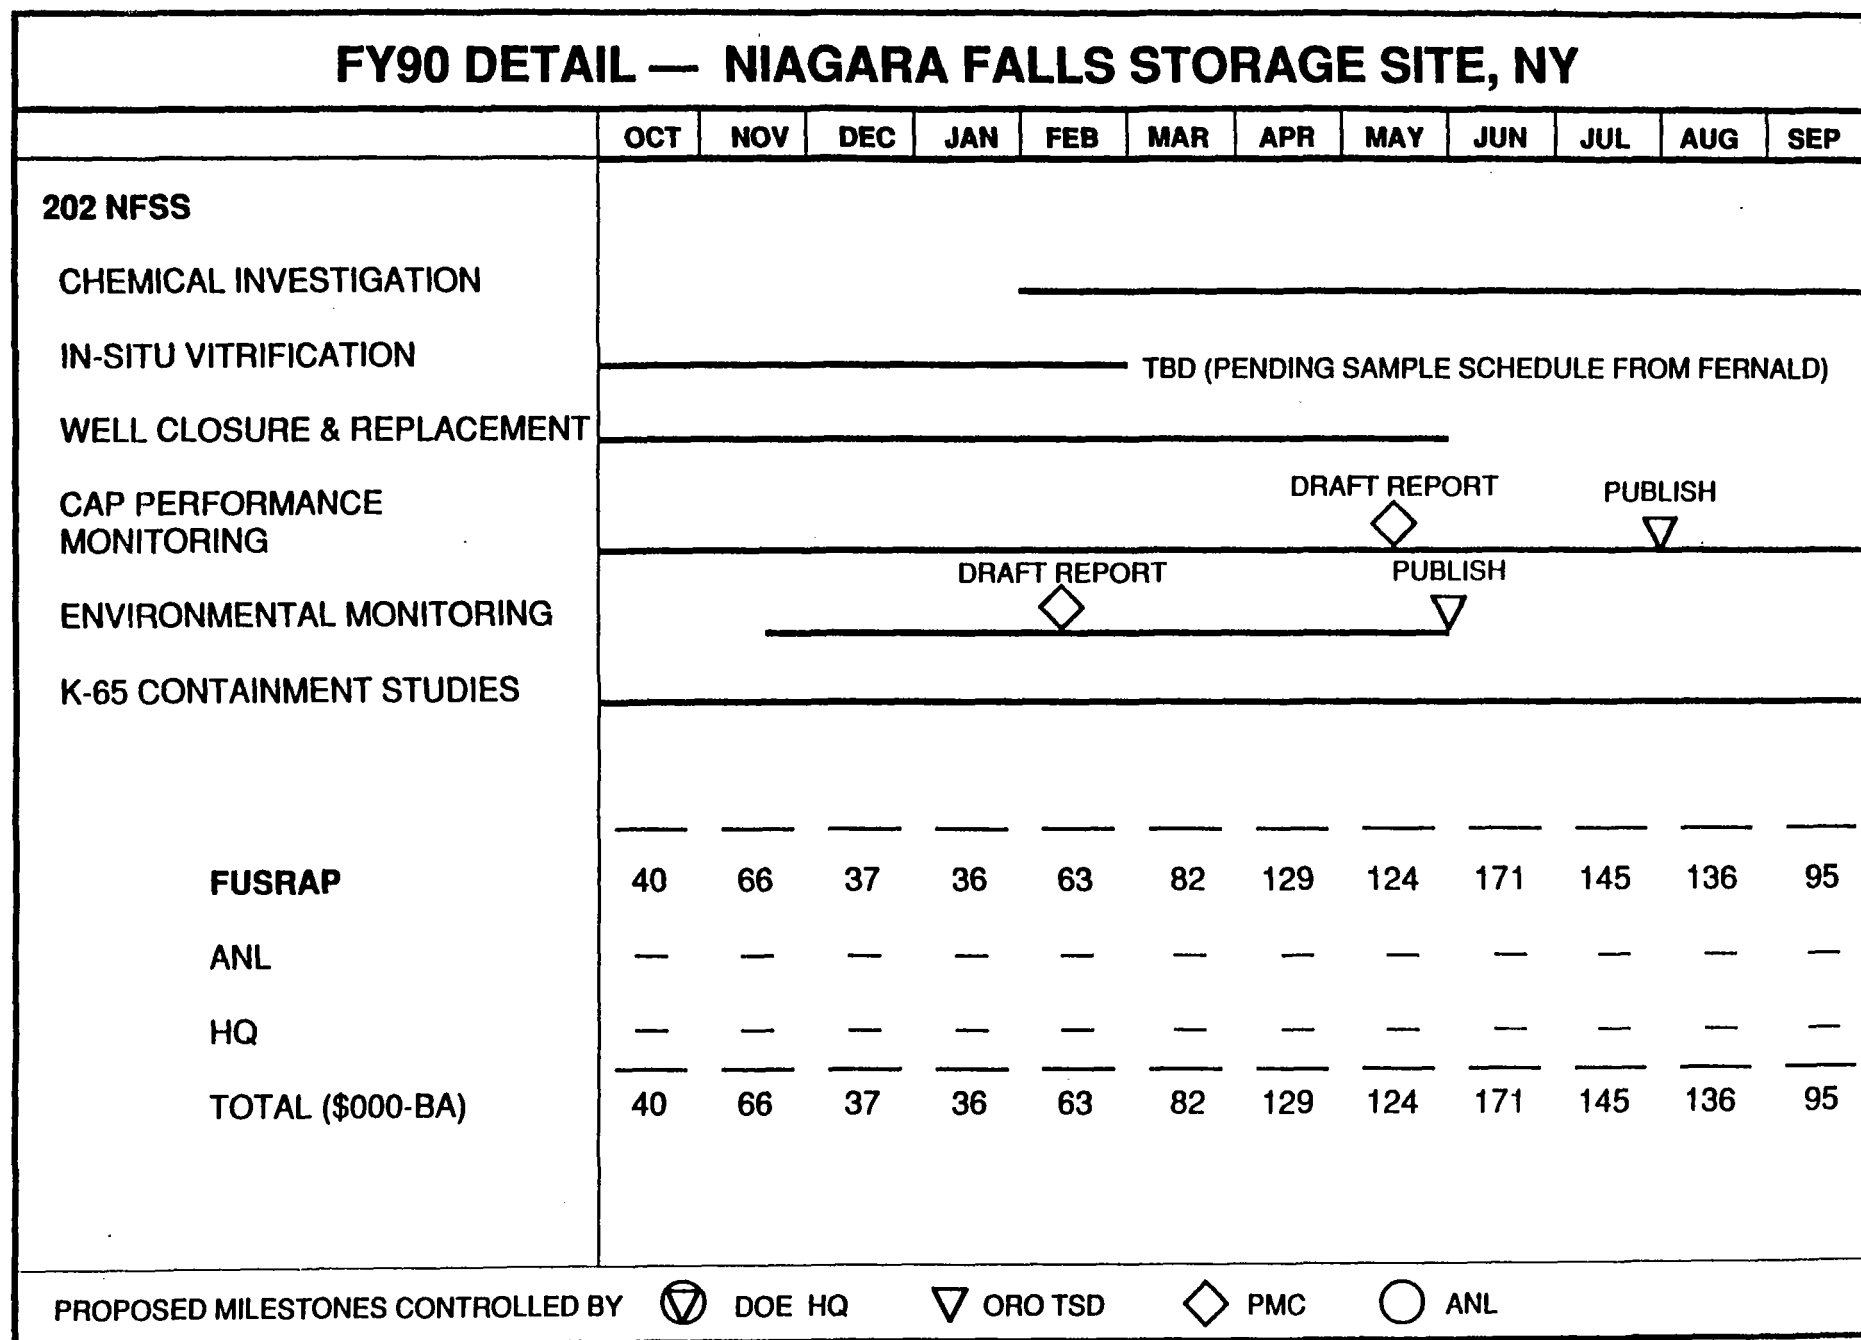 FY90 DETAIL — NIAGARA FALLS STORAGE SITE, NY
OCT NOV DEC JAN FEB MAR APR MAY JUN JUL AUG SEP
202 NFSS
CHEMICAL INVESTIGATION
IN-SITU VITRIFICATION
TBD (PENDING SAMPLE SCHEDULE FROM FERNALD)
WELL CLOSURE & REPLACEMENT
DRAFT REPORT PUBLISH
CAP PERFORMANCE
MONITORING
DRAFT REPORT PUBLISH
ENVIRONMENTAL MONITORING
K-65 CONTAINMENT STUDIES
FUSRAP 40 66 37 36 63 82 129 124 171 145 136 95
ANL — — — — — — — — — — — —
HQ — — — — — — — — — — — —
TOTAL ($000-BA) 40 66 37 36 63 82 129 124 171 145 136 95
PROPOSED MILESTONES CONTROLLED BY DOE HQ ORO TSD PMC ANL